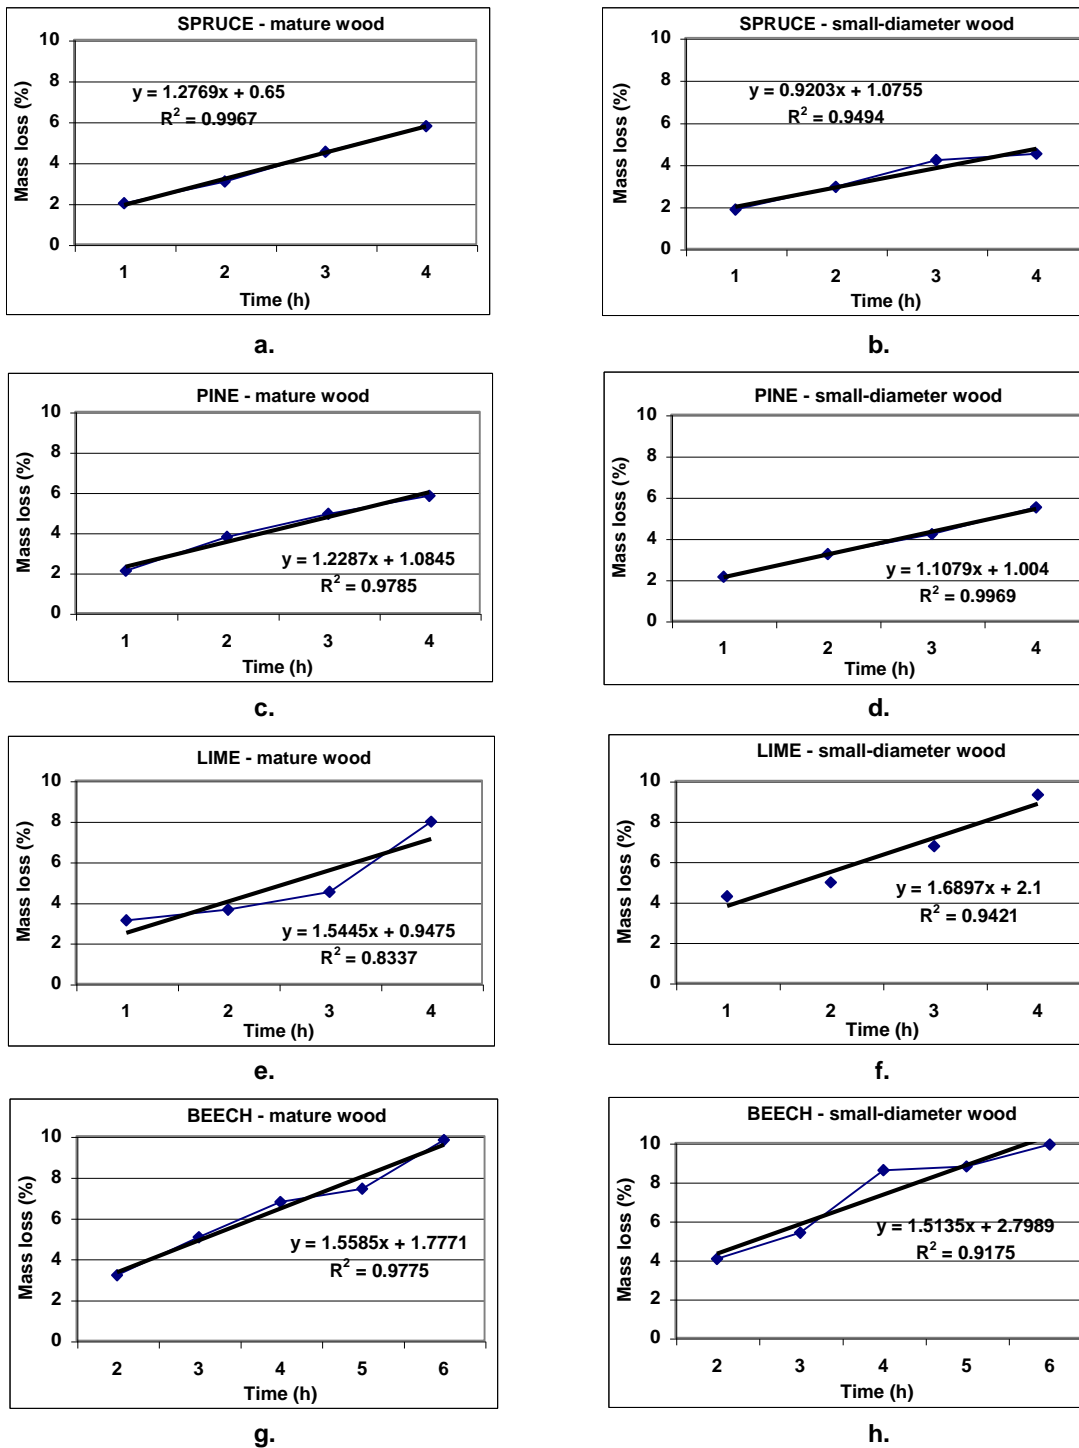 SPRUCE - mature wood
10
8
6
4
2
0
Mass loss (%)
y = 1.2769x + 0.65
R² = 0.9967
1 2 3 4
Time (h)
a.
SPRUCE - small-diameter wood
10
8
6
4
2
0
Mass loss (%)
y = 0.9203x + 1.0755
R² = 0.9494
1 2 3 4
Time (h)
b.
PINE - mature wood
10
8
6
4
2
0
Mass loss (%)
y = 1.2287x + 1.0845
R² = 0.9785
1 2 3 4
Time (h)
c.
PINE - small-diameter wood
10
8
6
4
2
0
Mass loss (%)
y = 1.1079x + 1.004
R² = 0.9969
1 2 3 4
Time (h)
d.
LIME - mature wood
10
8
6
4
2
0
Mass loss (%)
y = 1.5445x + 0.9475
R² = 0.8337
1 2 3 4
Time (h)
e.
LIME - small-diameter wood
10
8
6
4
2
0
Mass loss (%)
y = 1.6897x + 2.1
R² = 0.9421
1 2 3 4
Time (h)
f.
BEECH - mature wood
10
8
6
4
2
0
Mass loss (%)
y = 1.5585x + 1.7771
R² = 0.9775
2 3 4 5 6
Time (h)
g.
BEECH - small-diameter wood
10
8
6
4
2
0
Mass loss (%)
y = 1.5135x + 2.7989
R² = 0.9175
2 3 4 5 6
Time (h)
h.